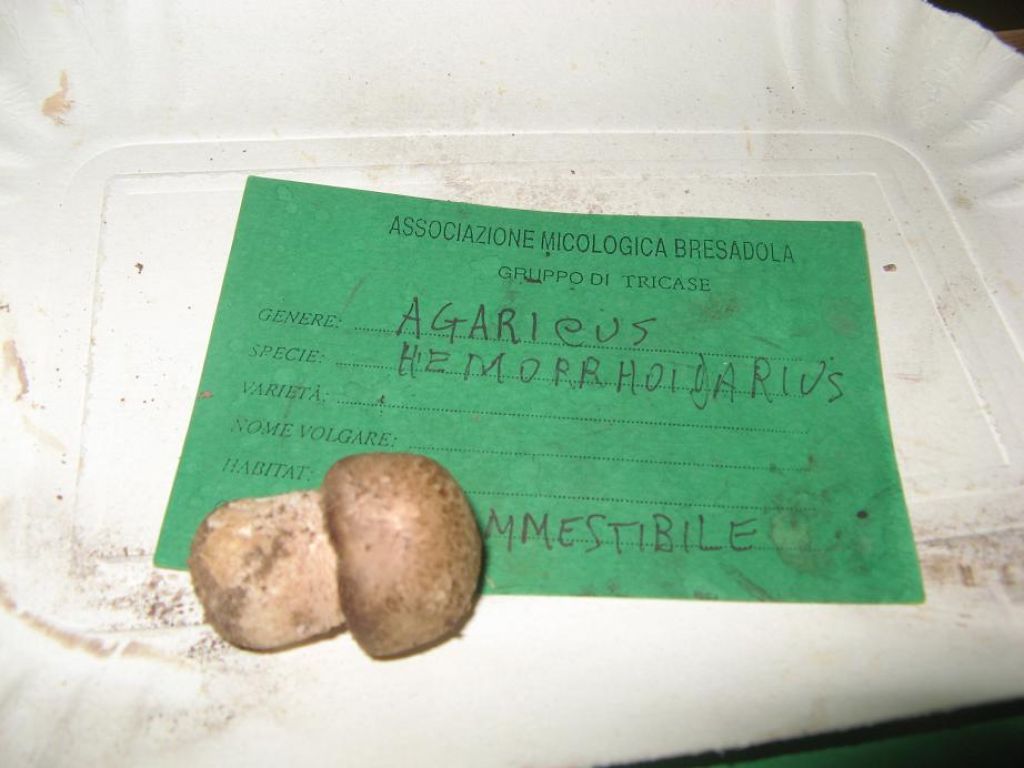 ASSOCIAZIONE MICOLOGICA BRESADOLA
GRUPPO DI TRICASE
GENERE: AGARICUS
SPECIE: HEMORRHOIDARIUS
VARIETÀ:
NOME VOLGARE:
HABITAT:
MMESTIBILE